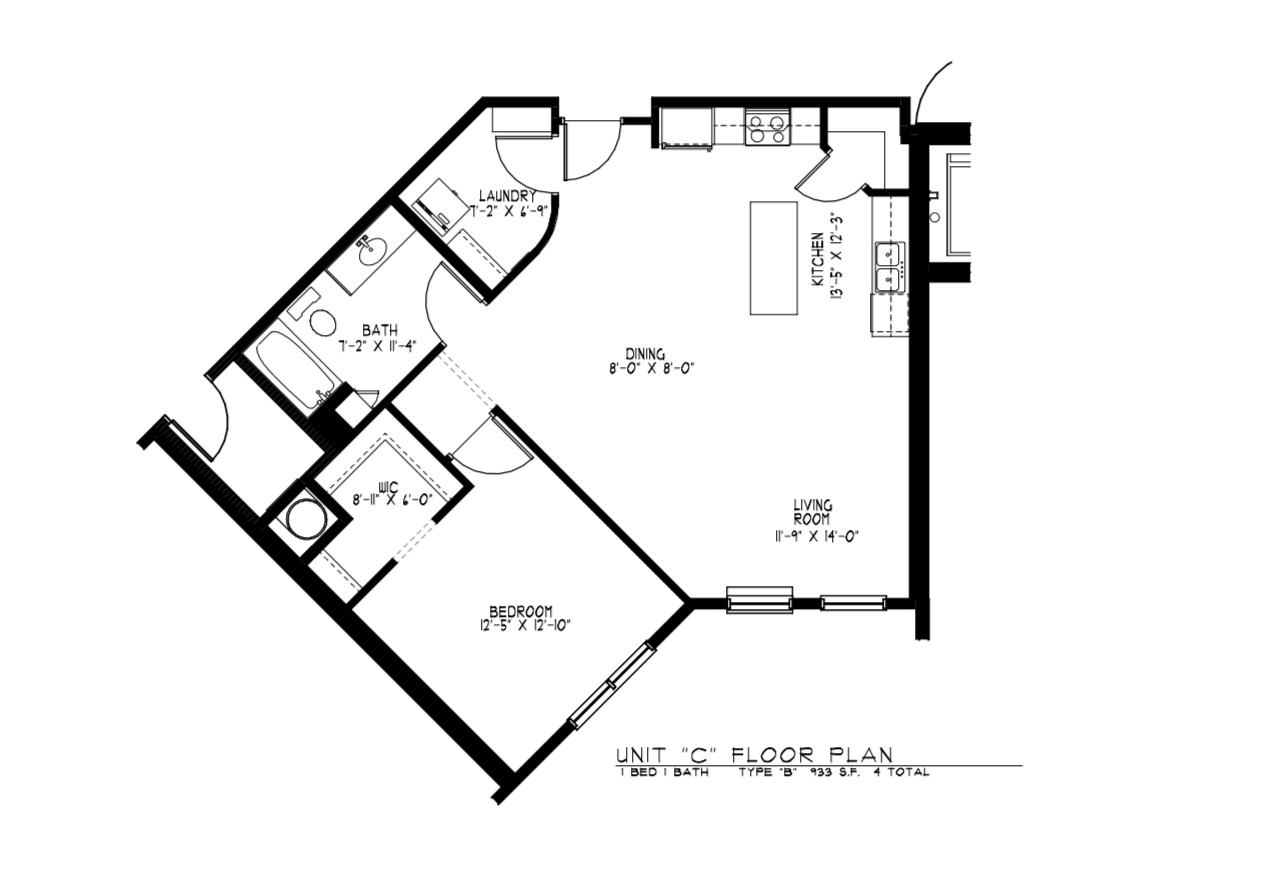 LAUNDRY
7'-2" X 6'-9"
KITCHEN
13'-5" X 12'-3"
BATH
7'-2" X 11'-4"
DINING
8'-0" X 8'-0"
WIC
8'-11" X 6'-0"
LIVING
ROOM
11'-9" X 14'-0"
BEDROOM
12'-5" X 12'-10"
UNIT "C" FLOOR PLAN
1 BED 1 BATH TYPE "B" 933 S.F. 4 TOTAL